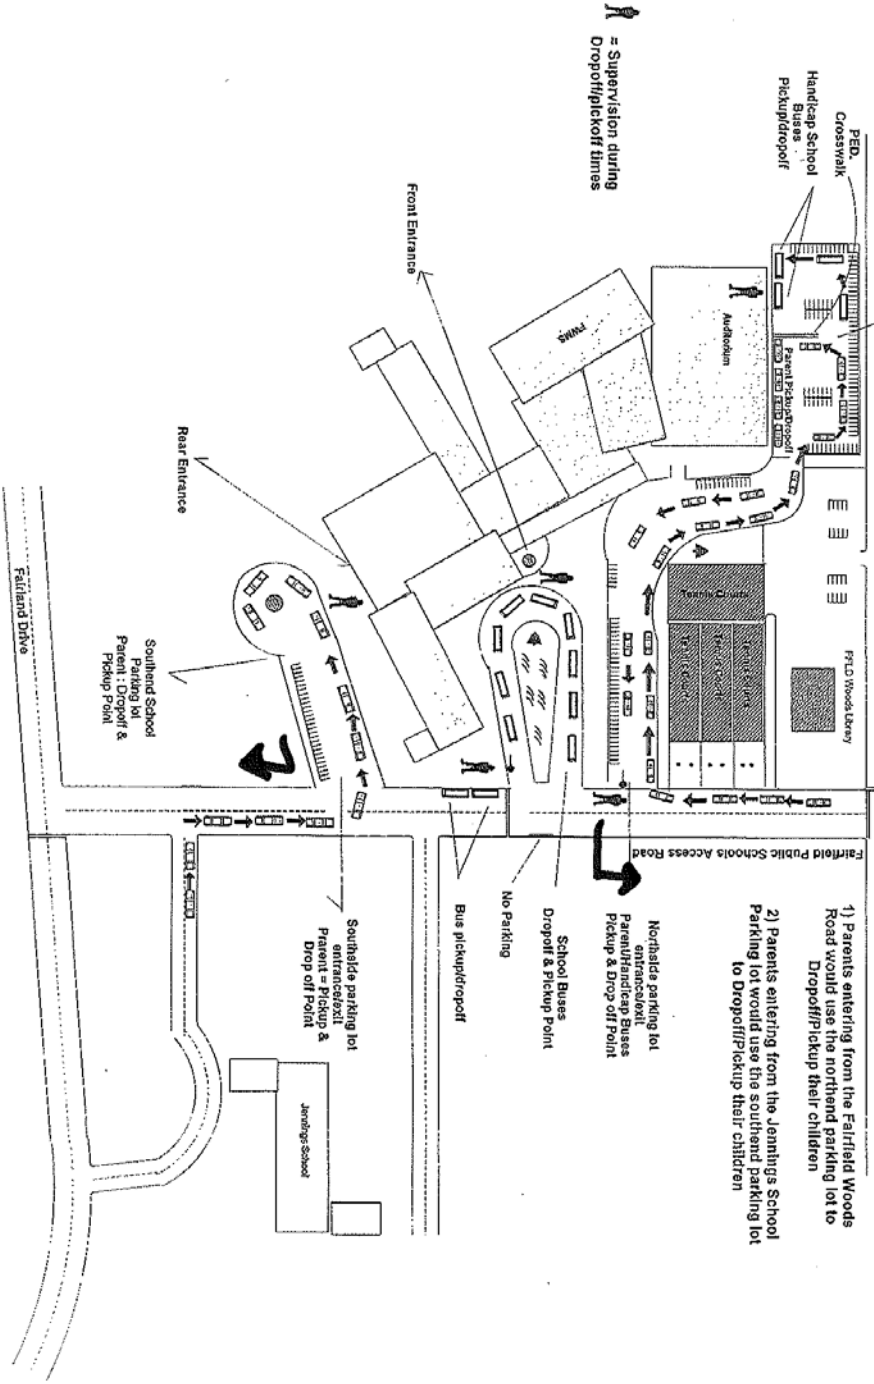 = Supervision during
Dropoff/pickoff times
PED.
Crosswalk
Handicap School
Buses
Pickup/dropoff
Parent Pickup/Dropoff
Auditorium
FWMS
Front Entrance
Rear Entrance
Tennis Courts
Tennis Courts
Tennis Courts
Tennis Courts
FFLD Woods Library
Fairfield Public Schools Access Road
1) Parents entering from the Fairfield Woods
Road would use the northend parking lot to
Dropoff/Pickup their children
2) Parents entering from the Jennings School
Parking lot would use the southend parking lot
to Dropoff/Pickup their children
Northside parking lot
entrance/exit
Parent/Handicap Buses
Pickup & Drop off Point
School Buses
Dropoff & Pickup Point
No Parking
Bus pickup/dropoff
Southside parking lot
entrance/exit
Prarent = Pickup &
Drop off Point
Southend School
Parking lot
Parent : Dropoff &
Pickup Point
Jennings School
Fairland Drive